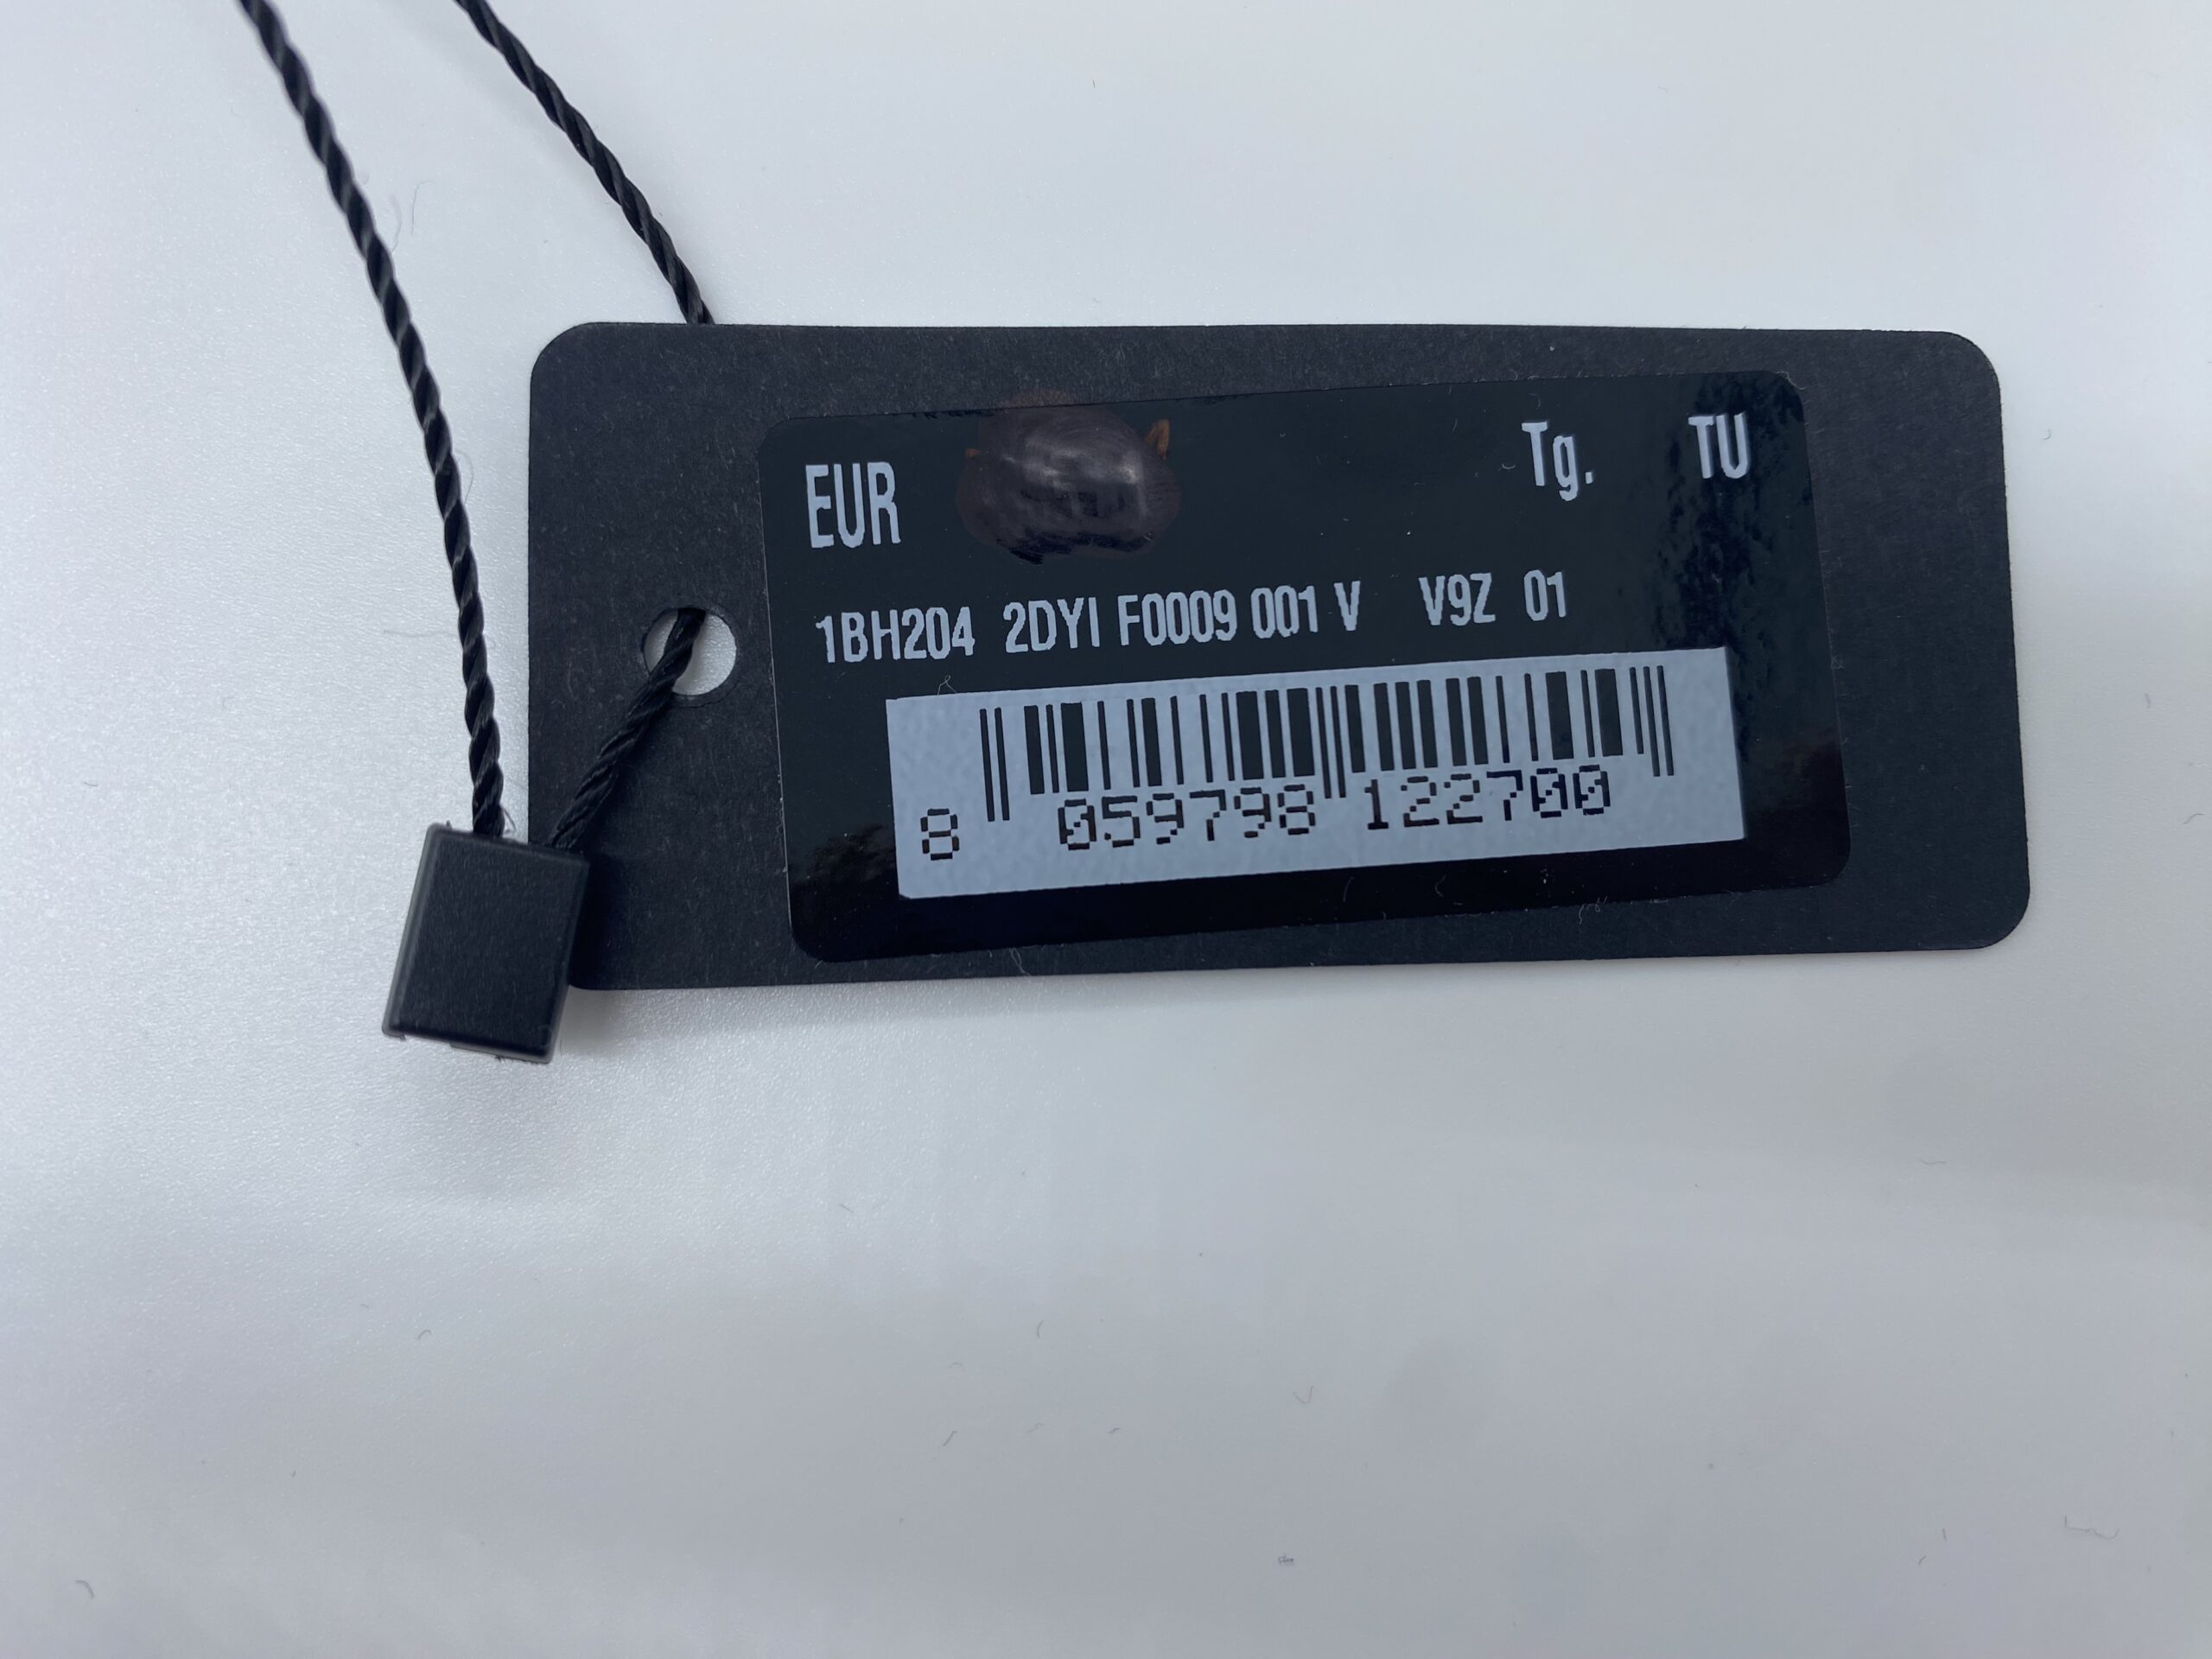 EUR Tg. TU
1BH204 2DYI F0009 001 V V9Z 01
8 059798 122700